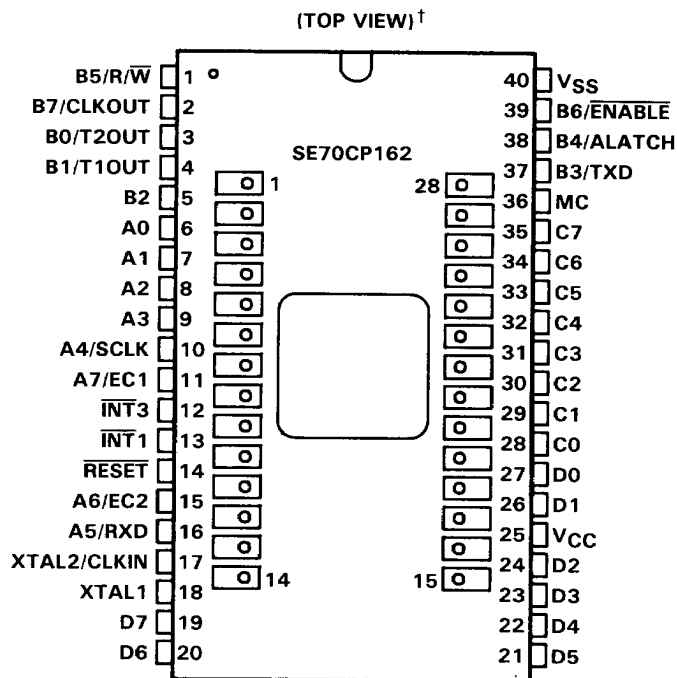 (TOP VIEW)†
SE70CP162
B5/R/W̅ 1
B7/CLKOUT 2
B0/T2OUT 3
B1/T1OUT 4
B2 5
A0 6
A1 7
A2 8
A3 9
A4/SCLK 10
A7/EC1 11
I̅N̅T̅3 12
I̅N̅T̅1 13
R̅E̅S̅E̅T̅ 14
A6/EC2 15
A5/RXD 16
XTAL2/CLKIN 17
XTAL1 18
D7 19
D6 20
1 28
14 15
40 VSS
39 B6/E̅N̅A̅B̅L̅E̅
38 B4/ALATCH
37 B3/TXD
36 MC
35 C7
34 C6
33 C5
32 C4
31 C3
30 C2
29 C1
28 C0
27 D0
26 D1
25 VCC
24 D2
23 D3
22 D4
21 D5